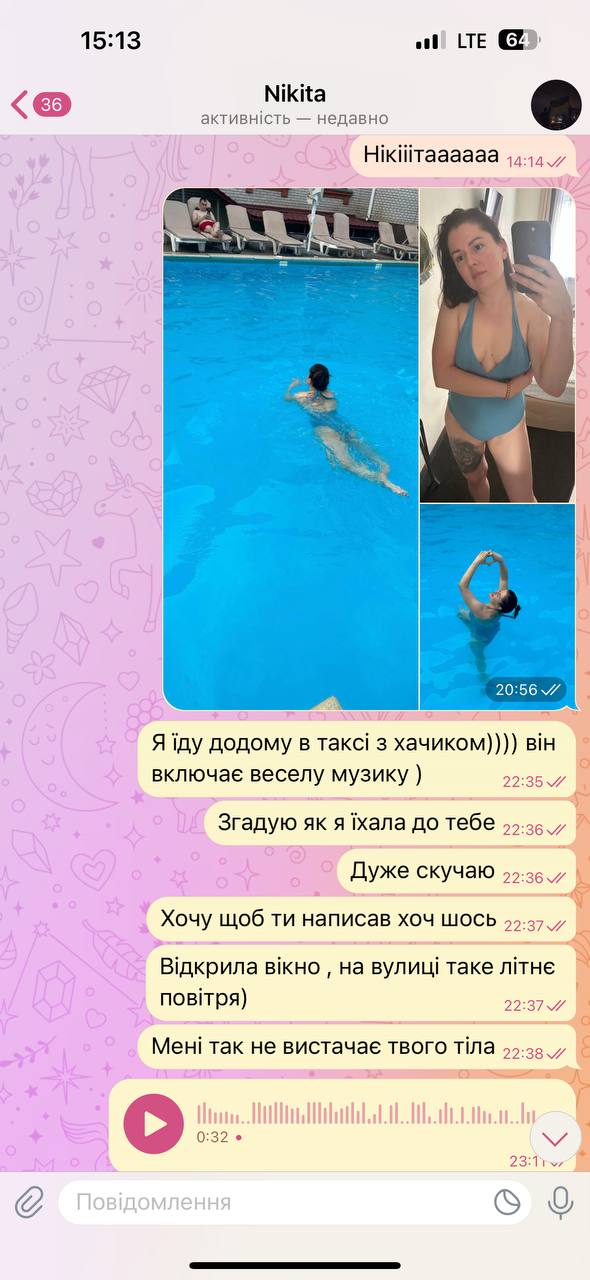 15:13
LTE
64
36
Nikita
активність — недавно
Нікііітаааааа
14:14
20:56
Я їду додому в таксі з хачиком)))) він
включає веселу музику )
22:35
Згадую як я їхала до тебе
22:36
Дуже скучаю
22:36
Хочу щоб ти написав хоч шось
22:37
Відкрила вікно , на вулиці таке літнє
повітря)
22:37
Мені так не вистачає твого тіла
22:38
0:32
23:11
Повідомлення